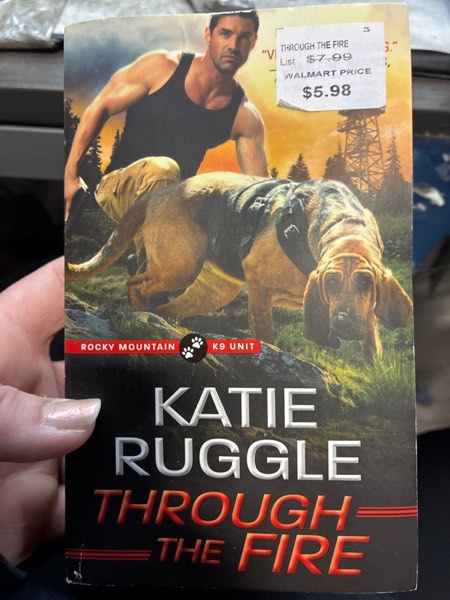 S
THROUGH THE FIRE
List $7.99
WALMART PRICE
$5.98
ROCKY MOUNTAIN K9 UNIT
KATIE
RUGGLE
THROUGH
THE FIRE